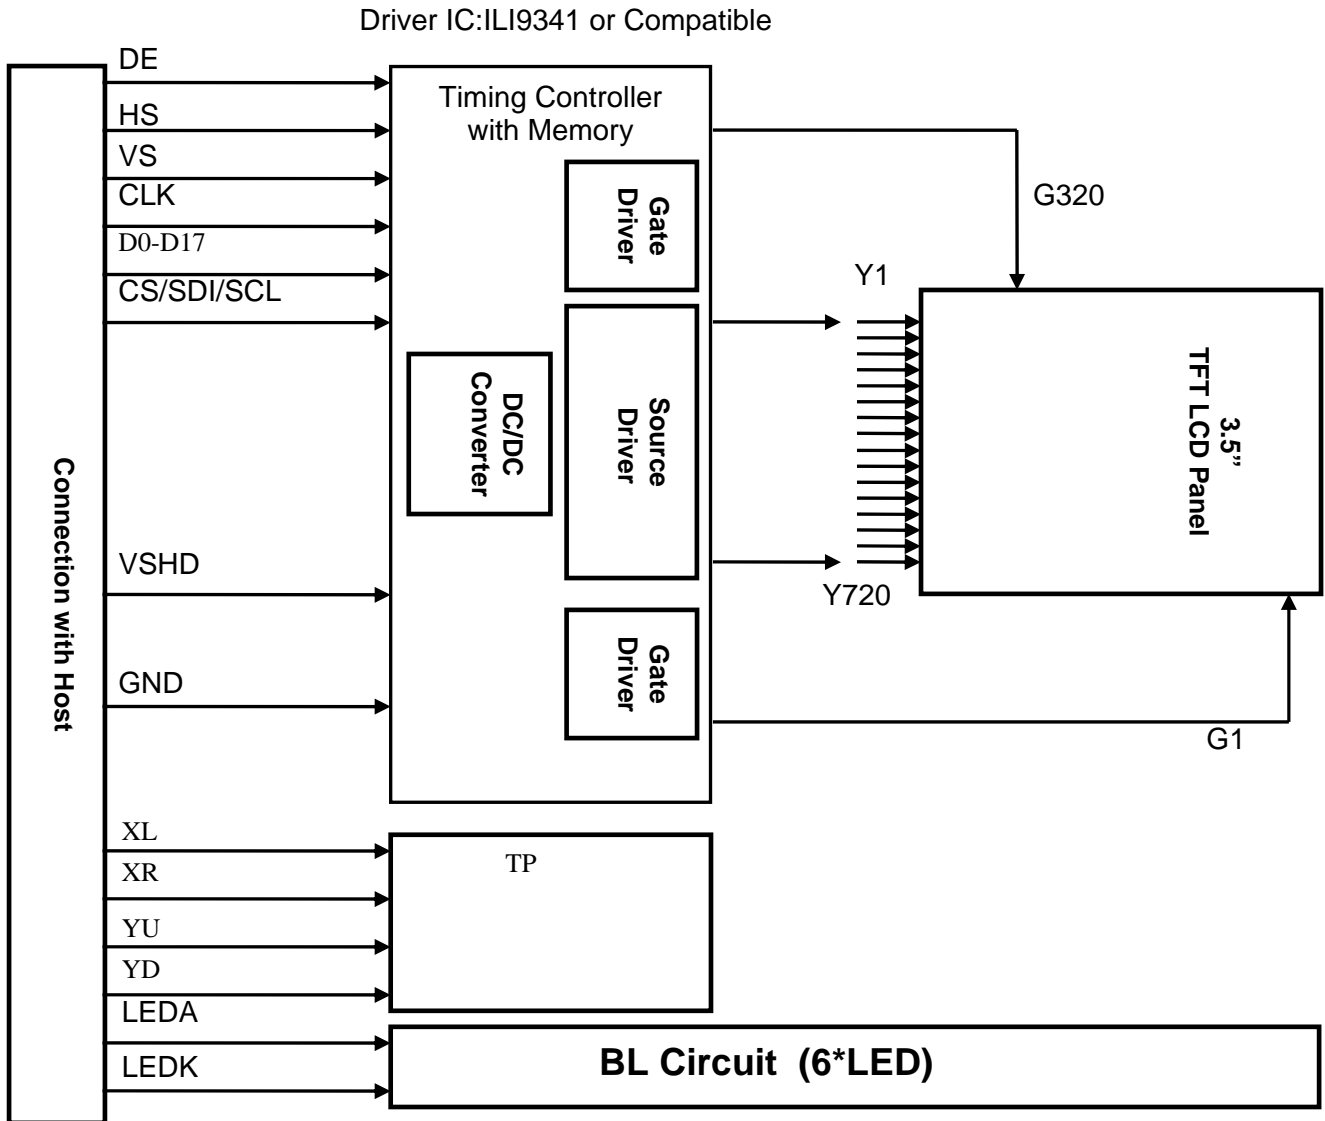 Driver IC:ILI9341 or Compatible
DE
HS
VS
CLK
D0-D17
CS/SDI/SCL
VSHD
GND
XL
XR
YU
YD
LEDA
LEDK
Connection with Host
Timing Controller
with Memory
Gate
Driver
DC/DC
Converter
Source
Driver
Gate
Driver
G320
Y1
Y720
G1
3.5”
TFT LCD Panel
TP
BL Circuit (6*LED)